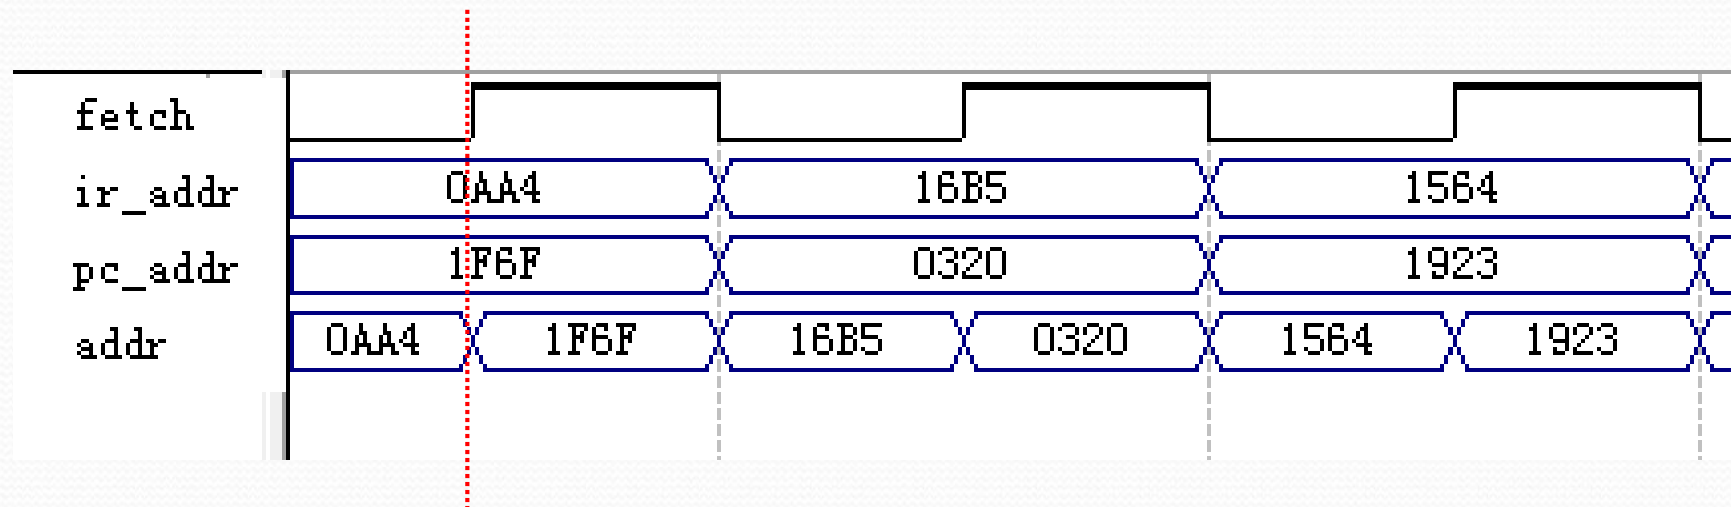 fetch
ir_addr 0AA4 16B5 1564
pc_addr 1F6F 0320 1923
addr 0AA4 1F6F 16B5 0320 1564 1923